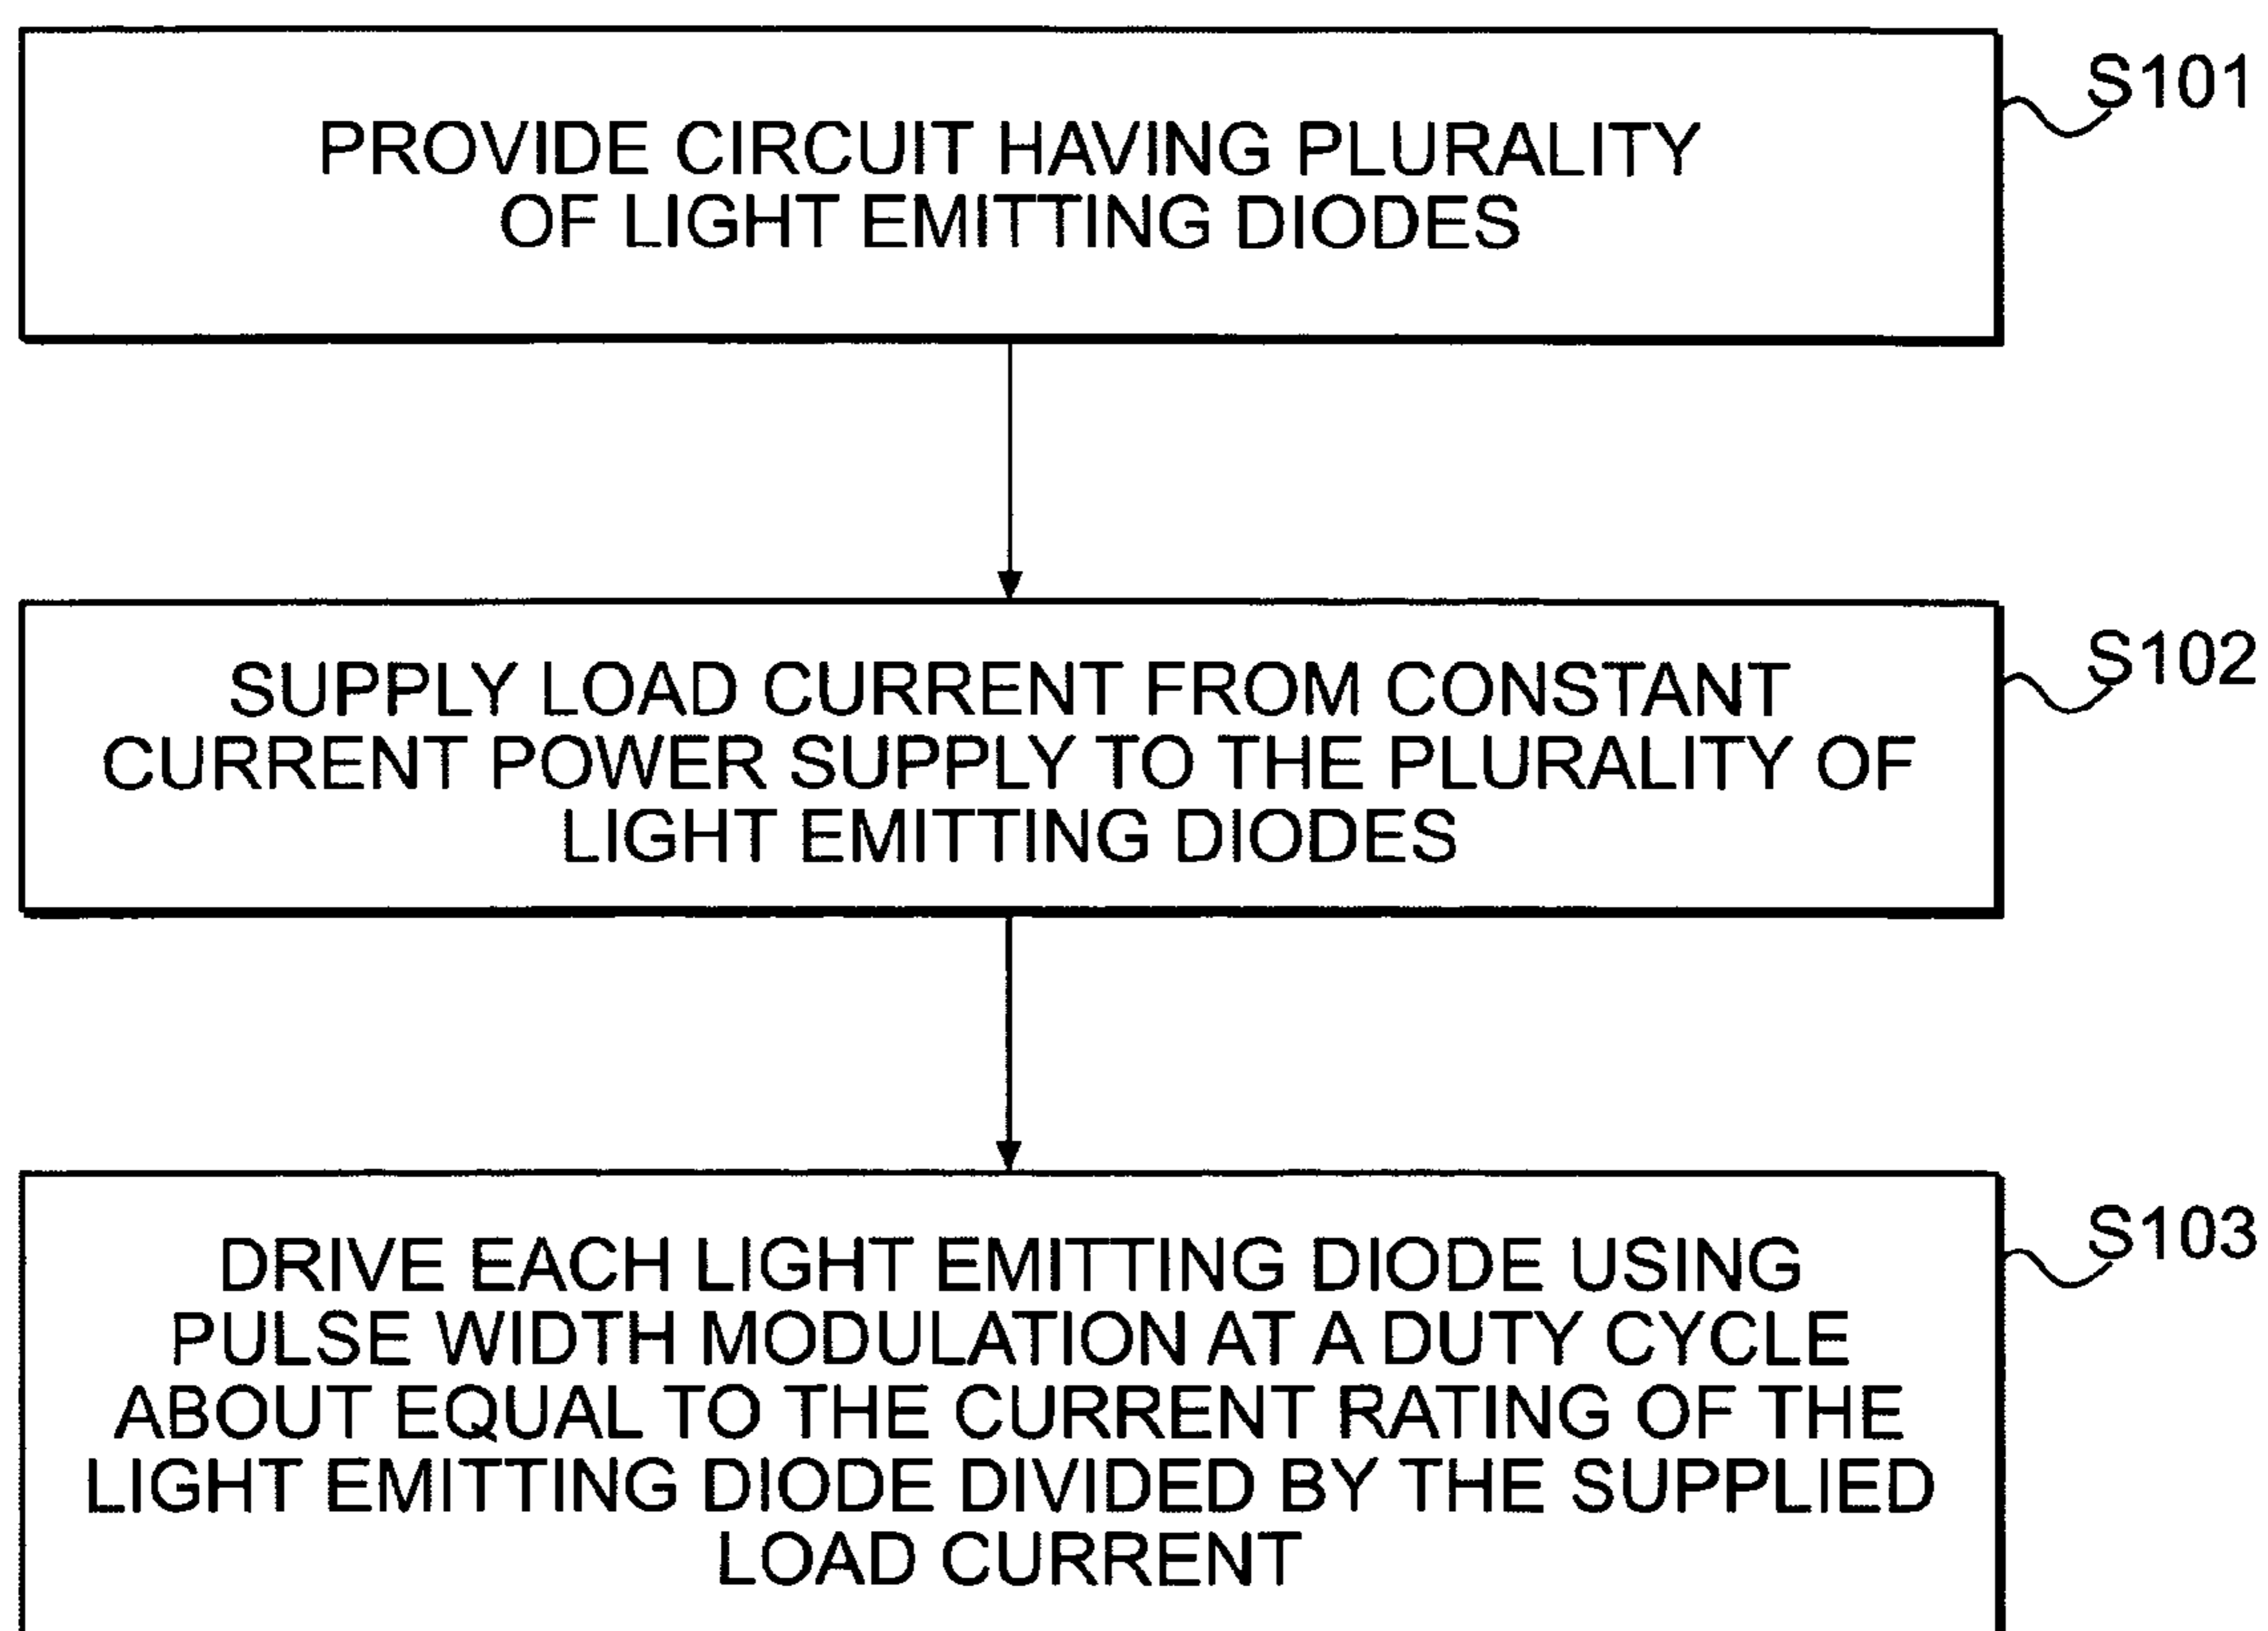 S101
PROVIDE CIRCUIT HAVING PLURALITY
OF LIGHT EMITTING DIODES
S102
SUPPLY LOAD CURRENT FROM CONSTANT
CURRENT POWER SUPPLY TO THE PLURALITY OF
LIGHT EMITTING DIODES
S103
DRIVE EACH LIGHT EMITTING DIODE USING
PULSE WIDTH MODULATION AT A DUTY CYCLE
ABOUT EQUAL TO THE CURRENT RATING OF THE
LIGHT EMITTING DIODE DIVIDED BY THE SUPPLIED
LOAD CURRENT